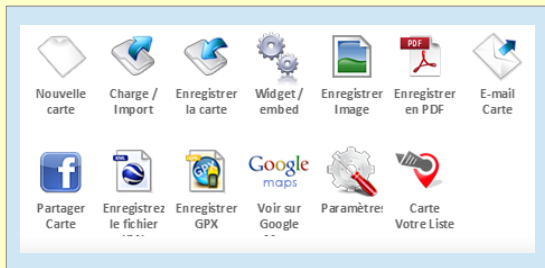 PDF
Nouvelle carte
Charge / Import
Enregistrer la carte
Widget / embed
Enregistrer Image
Enregistrer en PDF
E-mail Carte
KML
GPX
Google maps
Partager Carte
Enregistrez le fichier
Enregistrer GPX
Voir sur Google
Paramètres
Carte Votre Liste